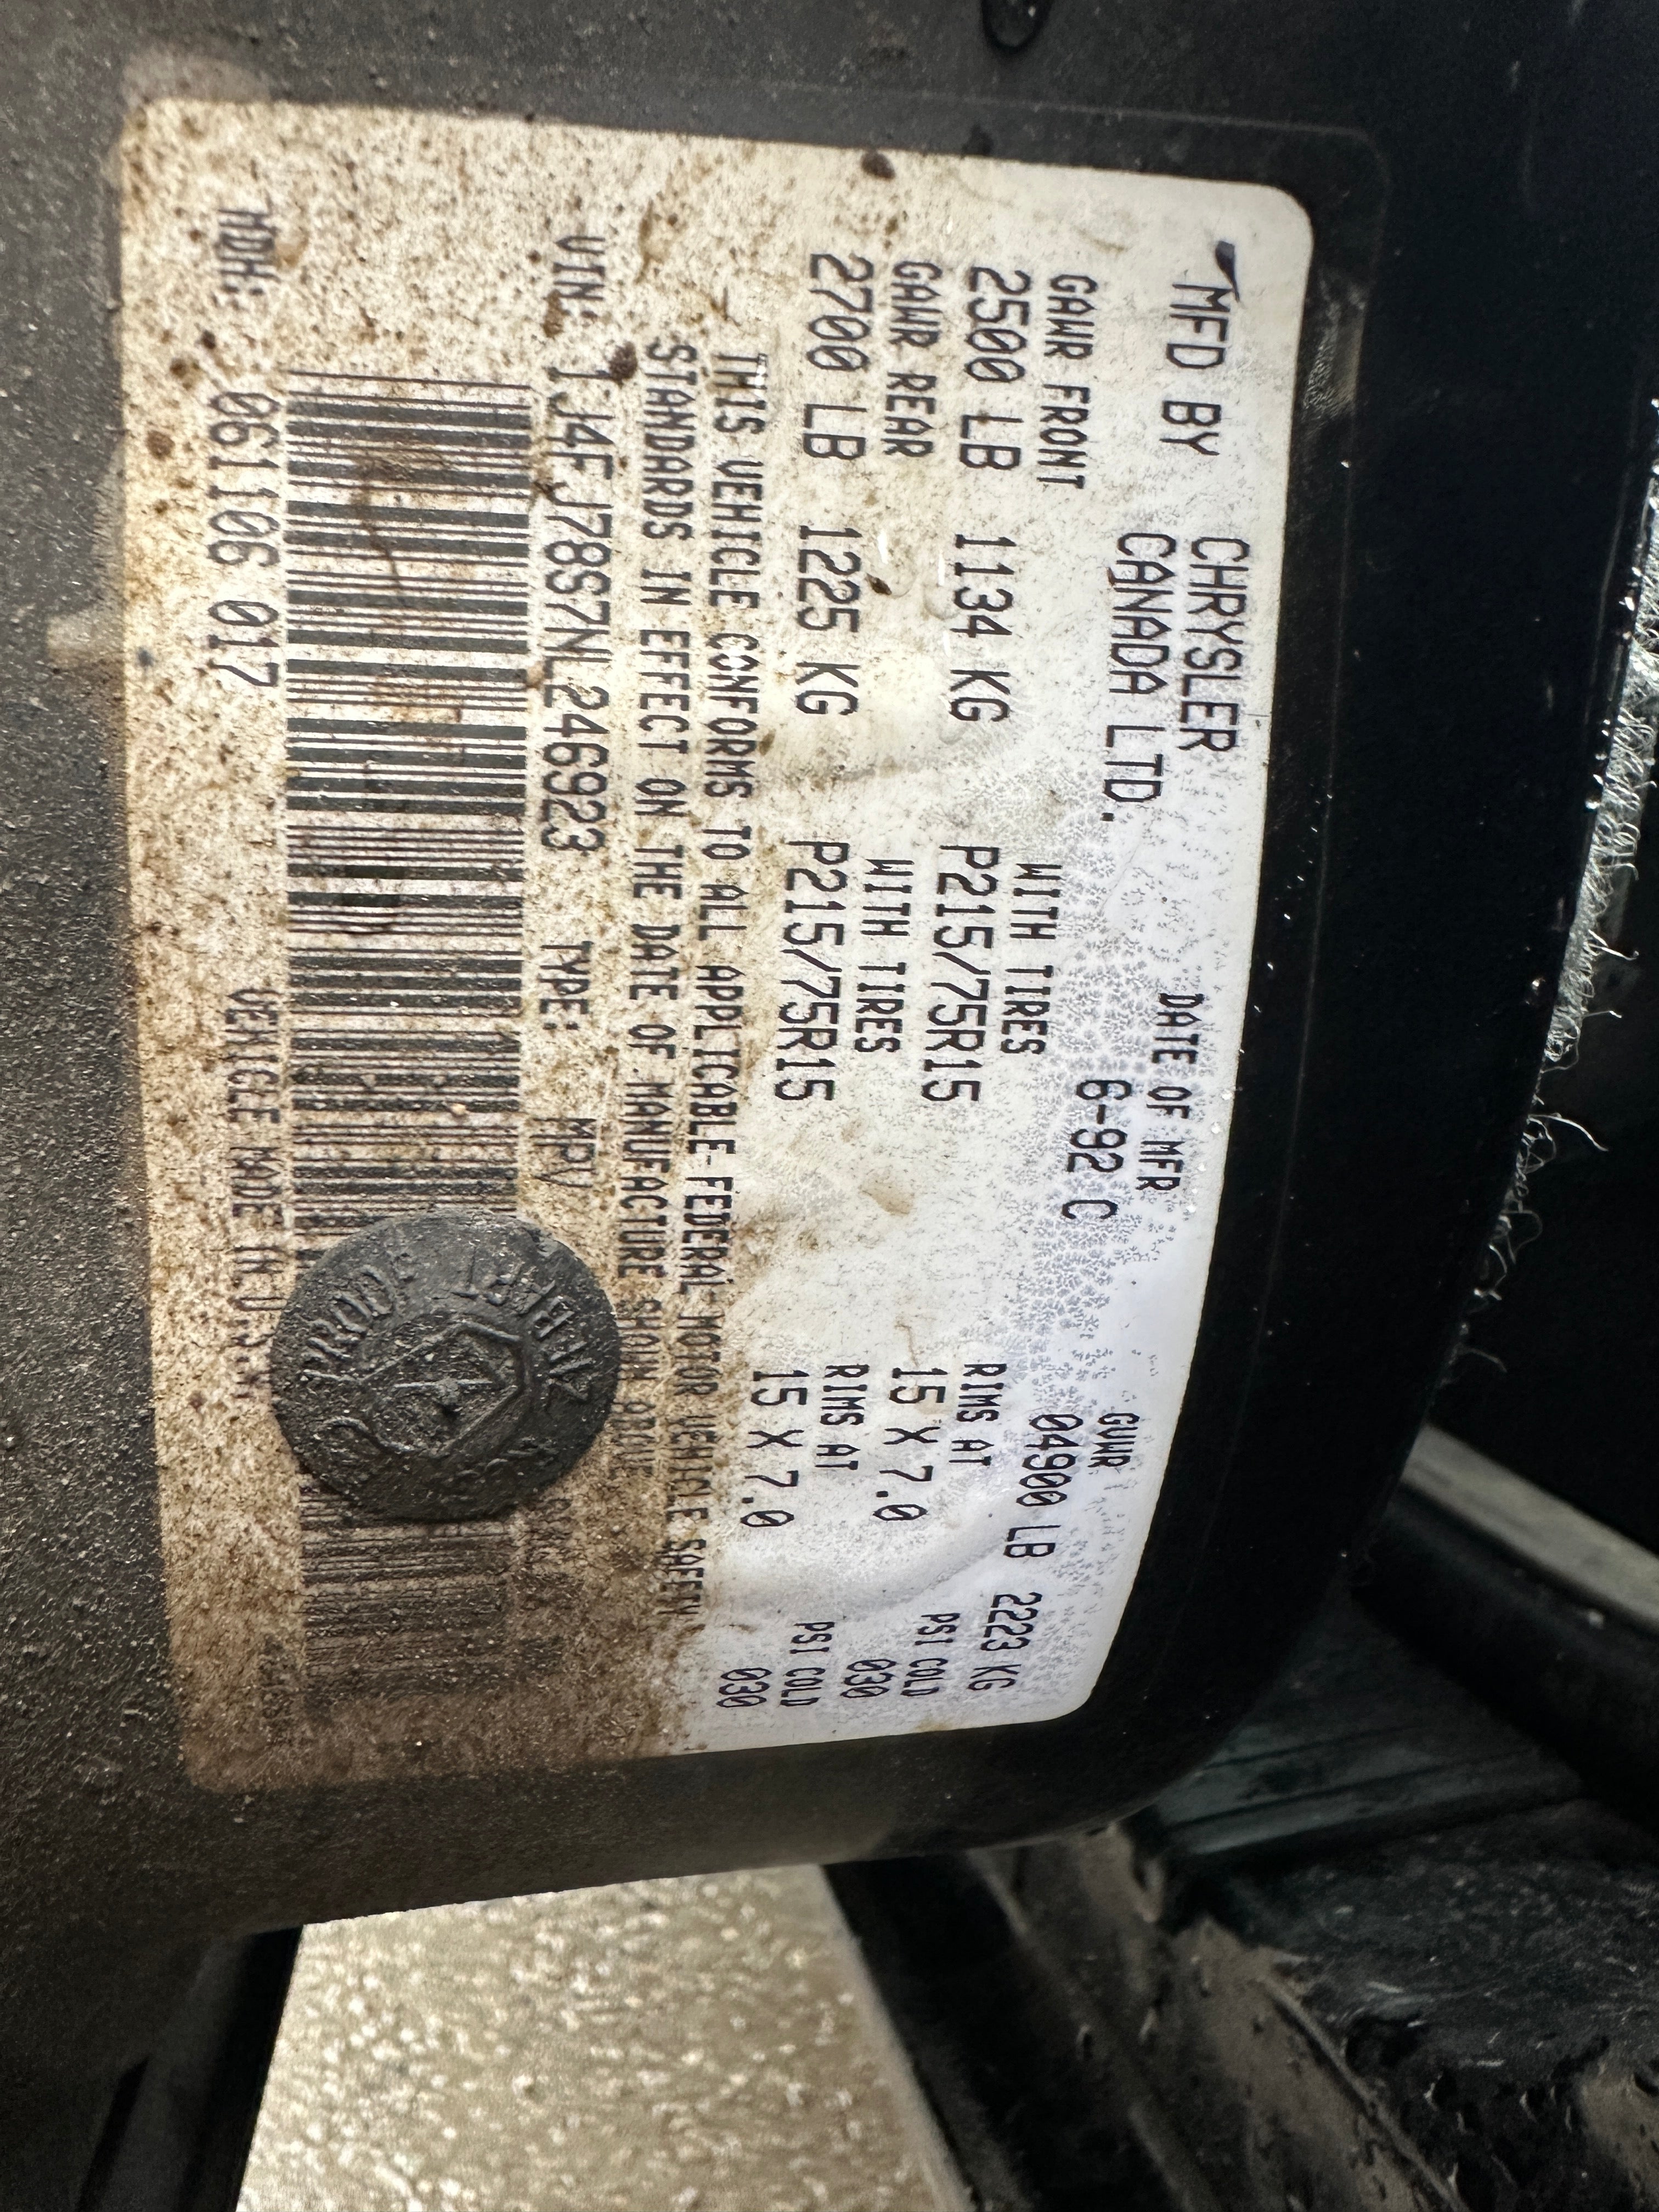 MFD BY CHRYSLER CANADA LTD. DATE OF MFR 6-92 C GVWR 04900 LB 2223 KG
GAWR FRONT WITH TIRES RIMS AT PSI COLD
2500 LB 1134 KG P215/75R15 15 X 7.0 030
GAWR REAR WITH TIRES RIMS AT PSI COLD
2700 LB 1225 KG P215/75R15 15 X 7.0 030
THIS VEHICLE CONFORMS TO ALL APPLICABLE FEDERAL MOTOR VEHICLE SAFETY
STANDARDS IN EFFECT ON THE DATE OF MANUFACTURE SHOWN ABOVE
VIN: 1J4FJ78S7NL246923 TYPE: MPV
MDH: 061106 017 VEHICLE MADE IN U.S.A.